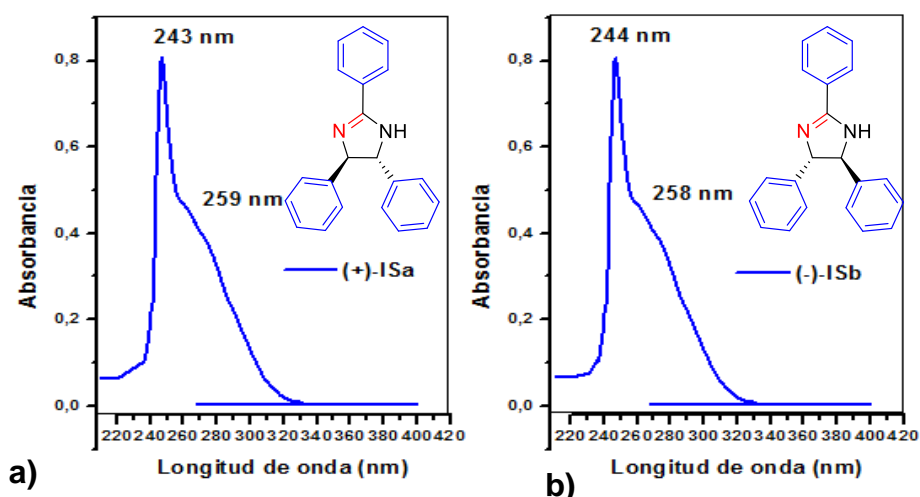 243 nm
0,8
N
NH
0,6
259 nm
0,4
(+)-ISa
0,2
0,0
Absorbancia
220 240 260 280 300 320 340 360 380 400 420
Longitud de onda (nm)
a)
244 nm
0,8
N
NH
0,6
258 nm
0,4
(-)-ISb
0,2
0,0
Absorbancia
220 240 260 280 300 320 340 360 380 400 420
Longitud de onda (nm)
b)